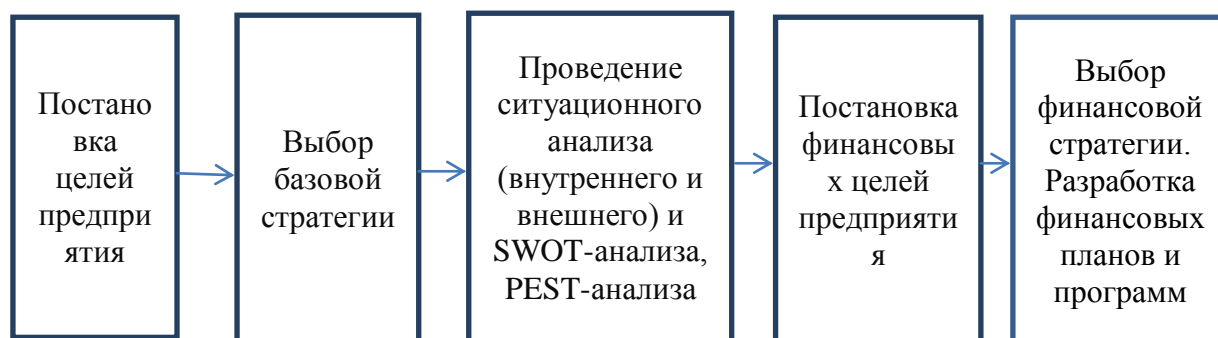 Постано
вка
целей
предпри
ятия
Выбор
базовой
стратегии
Проведение
ситуационного
анализа
(внутреннего и
внешнего) и
SWOT-анализа,
PEST-анализа
Постановка
финансовы
х целей
предприяти
я
Выбор
финансовой
стратегии.
Разработка
финансовых
планов и
программ